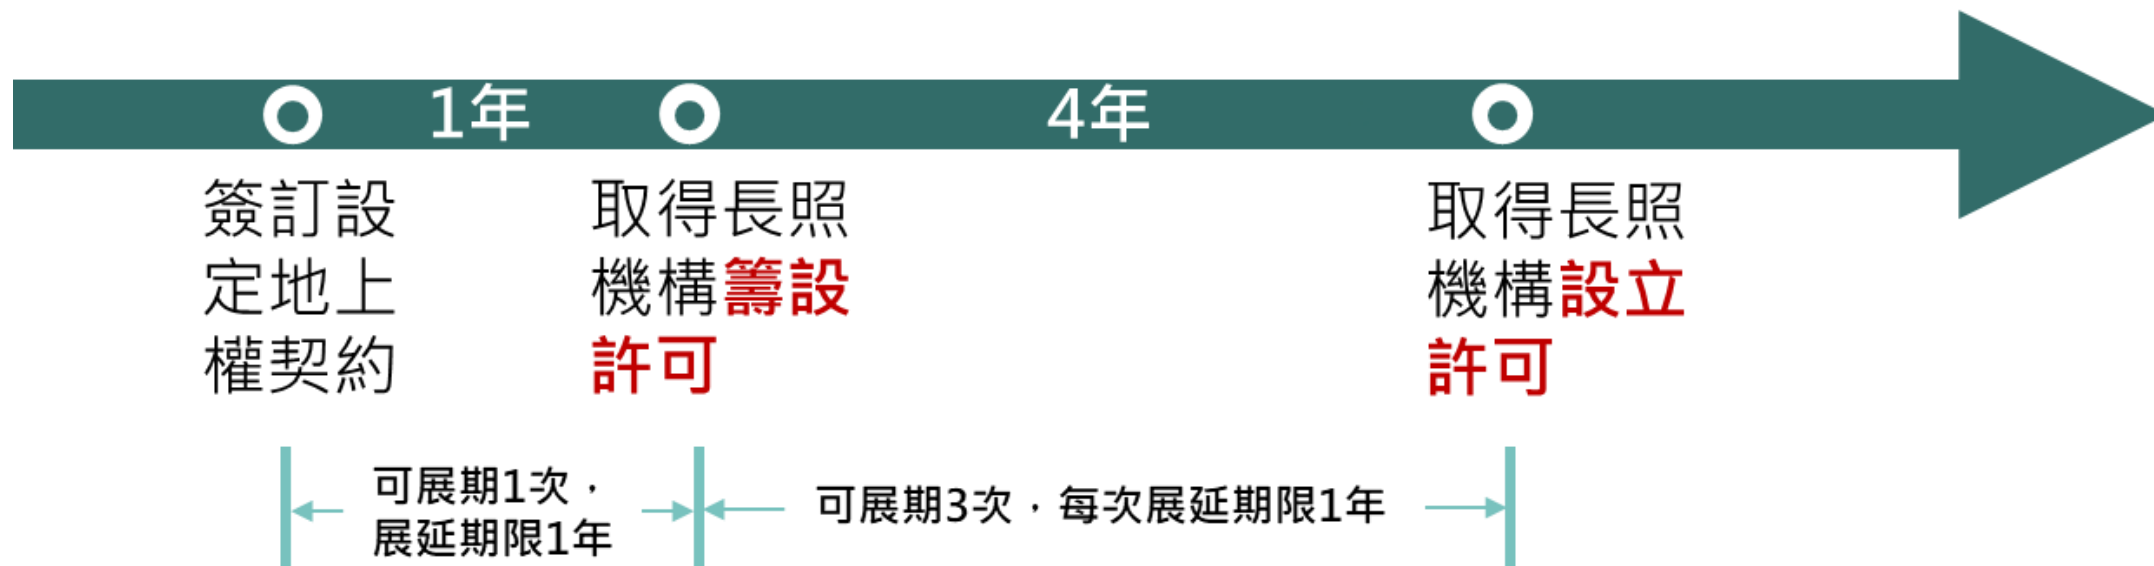 1年
4年
簽訂設
定地上
權契約
取得長照
機構籌設
許可
取得長照
機構設立
許可
可展期1次，
展延期限1年
可展期3次，每次展延期限1年